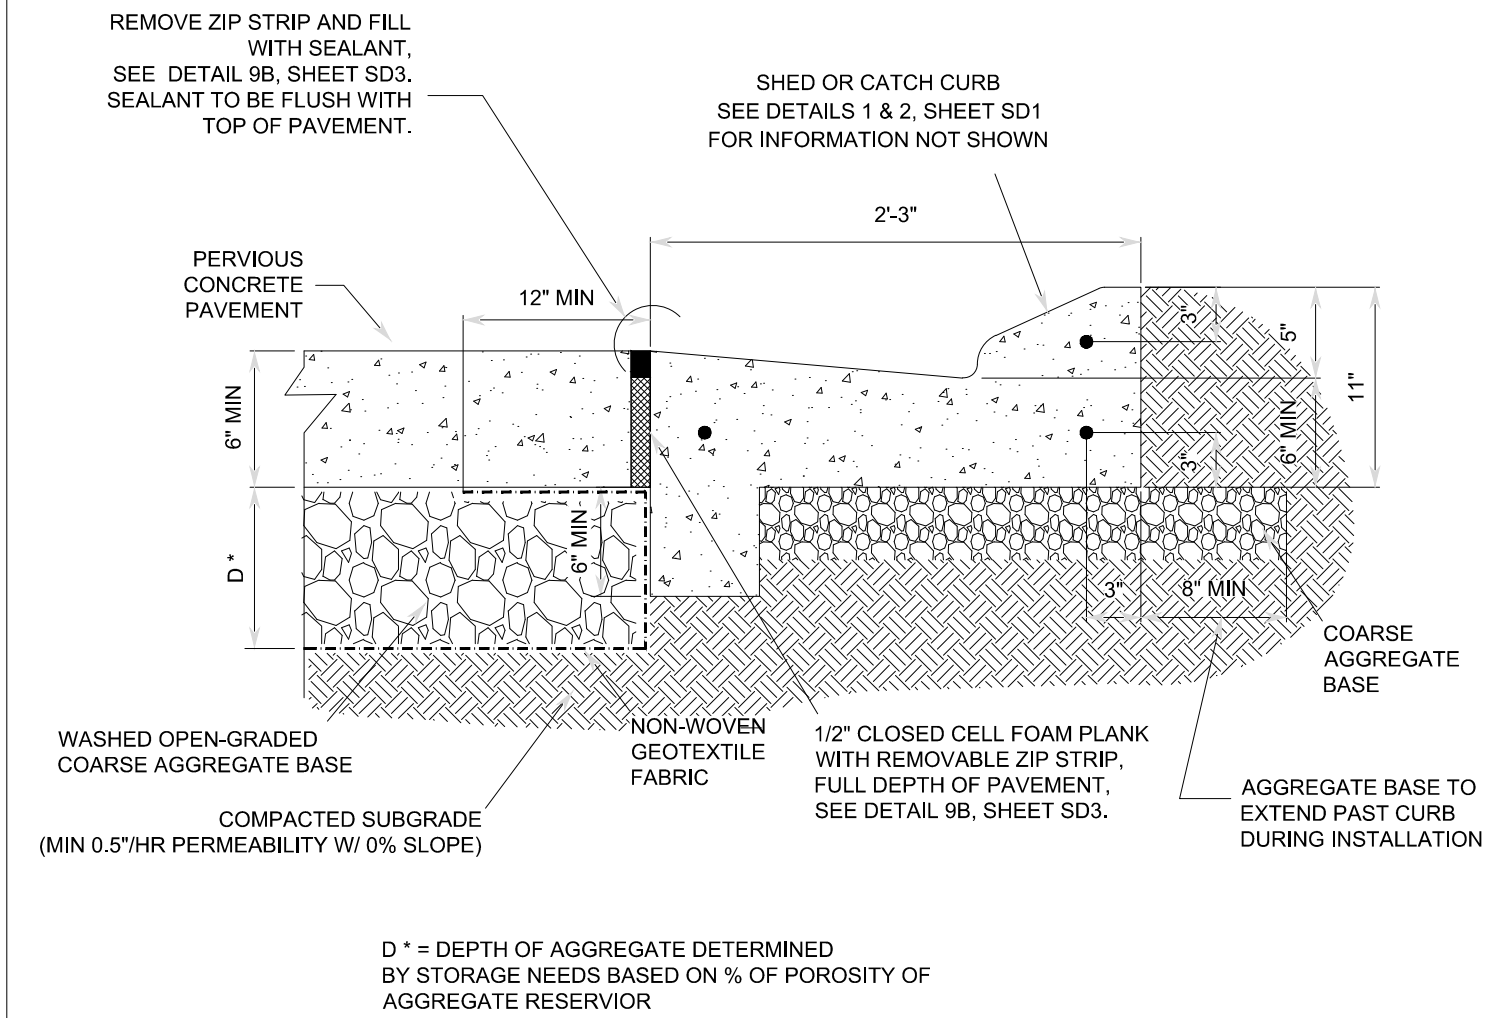 REMOVE ZIP STRIP AND FILL
WITH SEALANT,
SEE DETAIL 9B, SHEET SD3.
SEALANT TO BE FLUSH WITH
TOP OF PAVEMENT.
SHED OR CATCH CURB
SEE DETAILS 1 & 2, SHEET SD1
FOR INFORMATION NOT SHOWN
2'-3"
PERVIOUS
CONCRETE
PAVEMENT
12" MIN
3"
5"
11"
6" MIN
6" MIN
3"
D *
6" MIN
3"
8" MIN
COARSE
AGGREGATE
BASE
WASHED OPEN-GRADED
COARSE AGGREGATE BASE
NON-WOVEN
GEOTEXTILE
FABRIC
1/2" CLOSED CELL FOAM PLANK
WITH REMOVABLE ZIP STRIP,
FULL DEPTH OF PAVEMENT,
SEE DETAIL 9B, SHEET SD3.
AGGREGATE BASE TO
EXTEND PAST CURB
DURING INSTALLATION
COMPACTED SUBGRADE
(MIN 0.5"/HR PERMEABILITY W/ 0% SLOPE)
D * = DEPTH OF AGGREGATE DETERMINED
BY STORAGE NEEDS BASED ON % OF POROSITY OF
AGGREGATE RESERVIOR